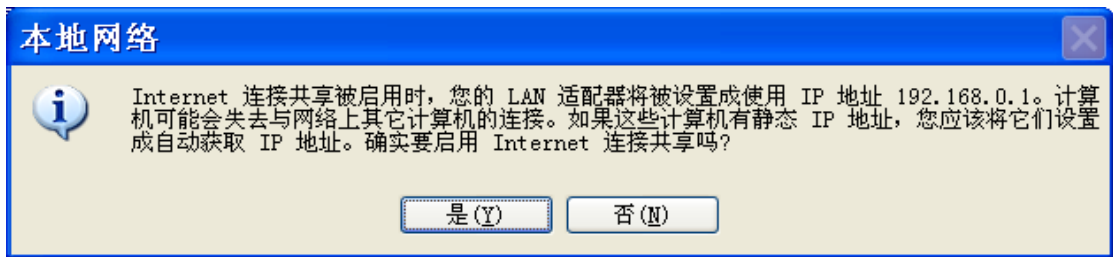 本地网络
Internet 连接共享被启用时，您的 LAN 适配器将被设置成使用 IP 地址 192.168.0.1。计算
机可能会失去与网络上其它计算机的连接。如果这些计算机有静态 IP 地址，您应该将它们设置
成自动获取 IP 地址。确实要启用 Internet 连接共享吗?
是(Y) 否(N)